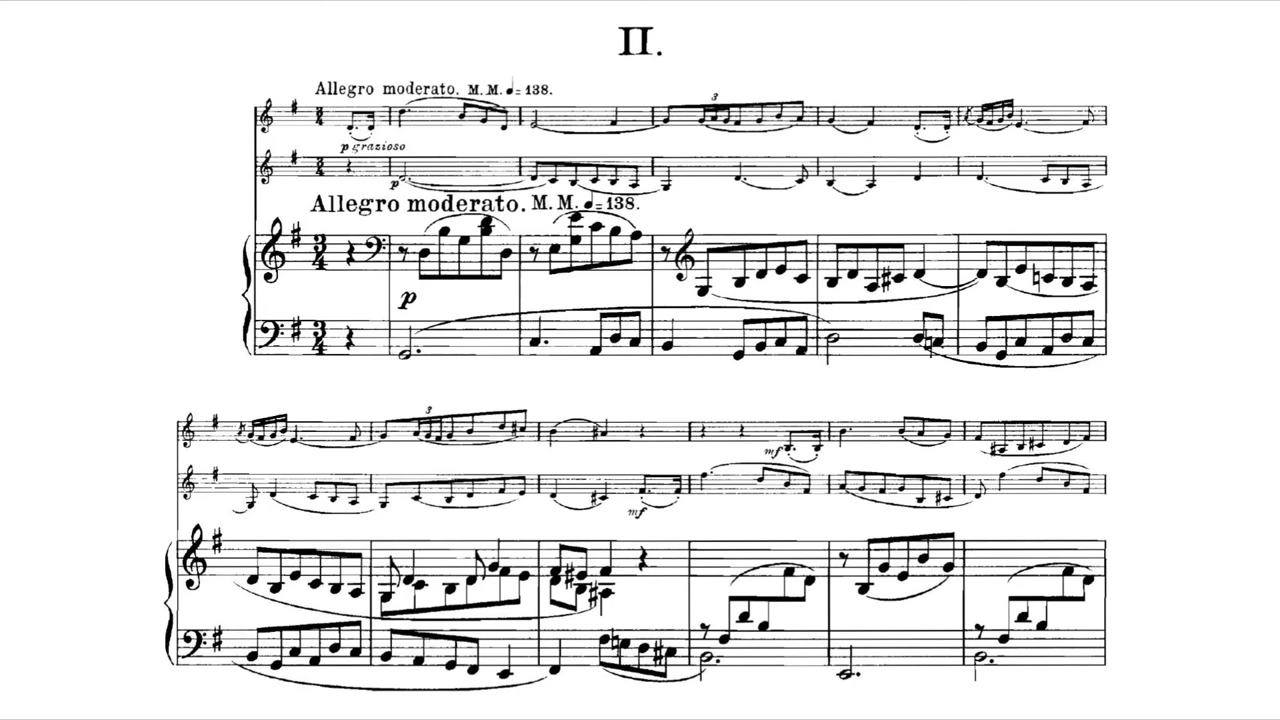 II.
Allegro moderato. M. M. ♩= 138.
3
p grazioso
p
Allegro moderato. M. M. ♩= 138.
p
3
mf
mf